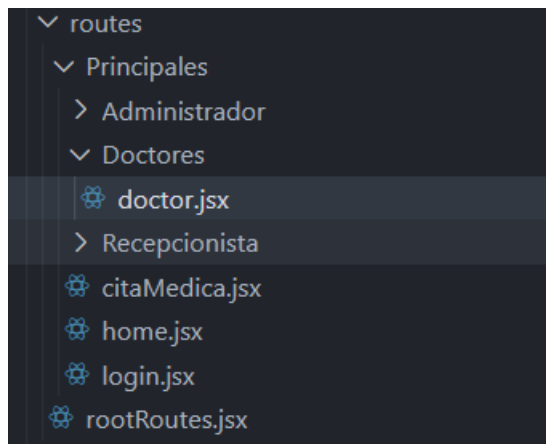 routes
Principales
Administrador
Doctores
doctor.jsx
Recepcionista
citaMedica.jsx
home.jsx
login.jsx
rootRoutes.jsx